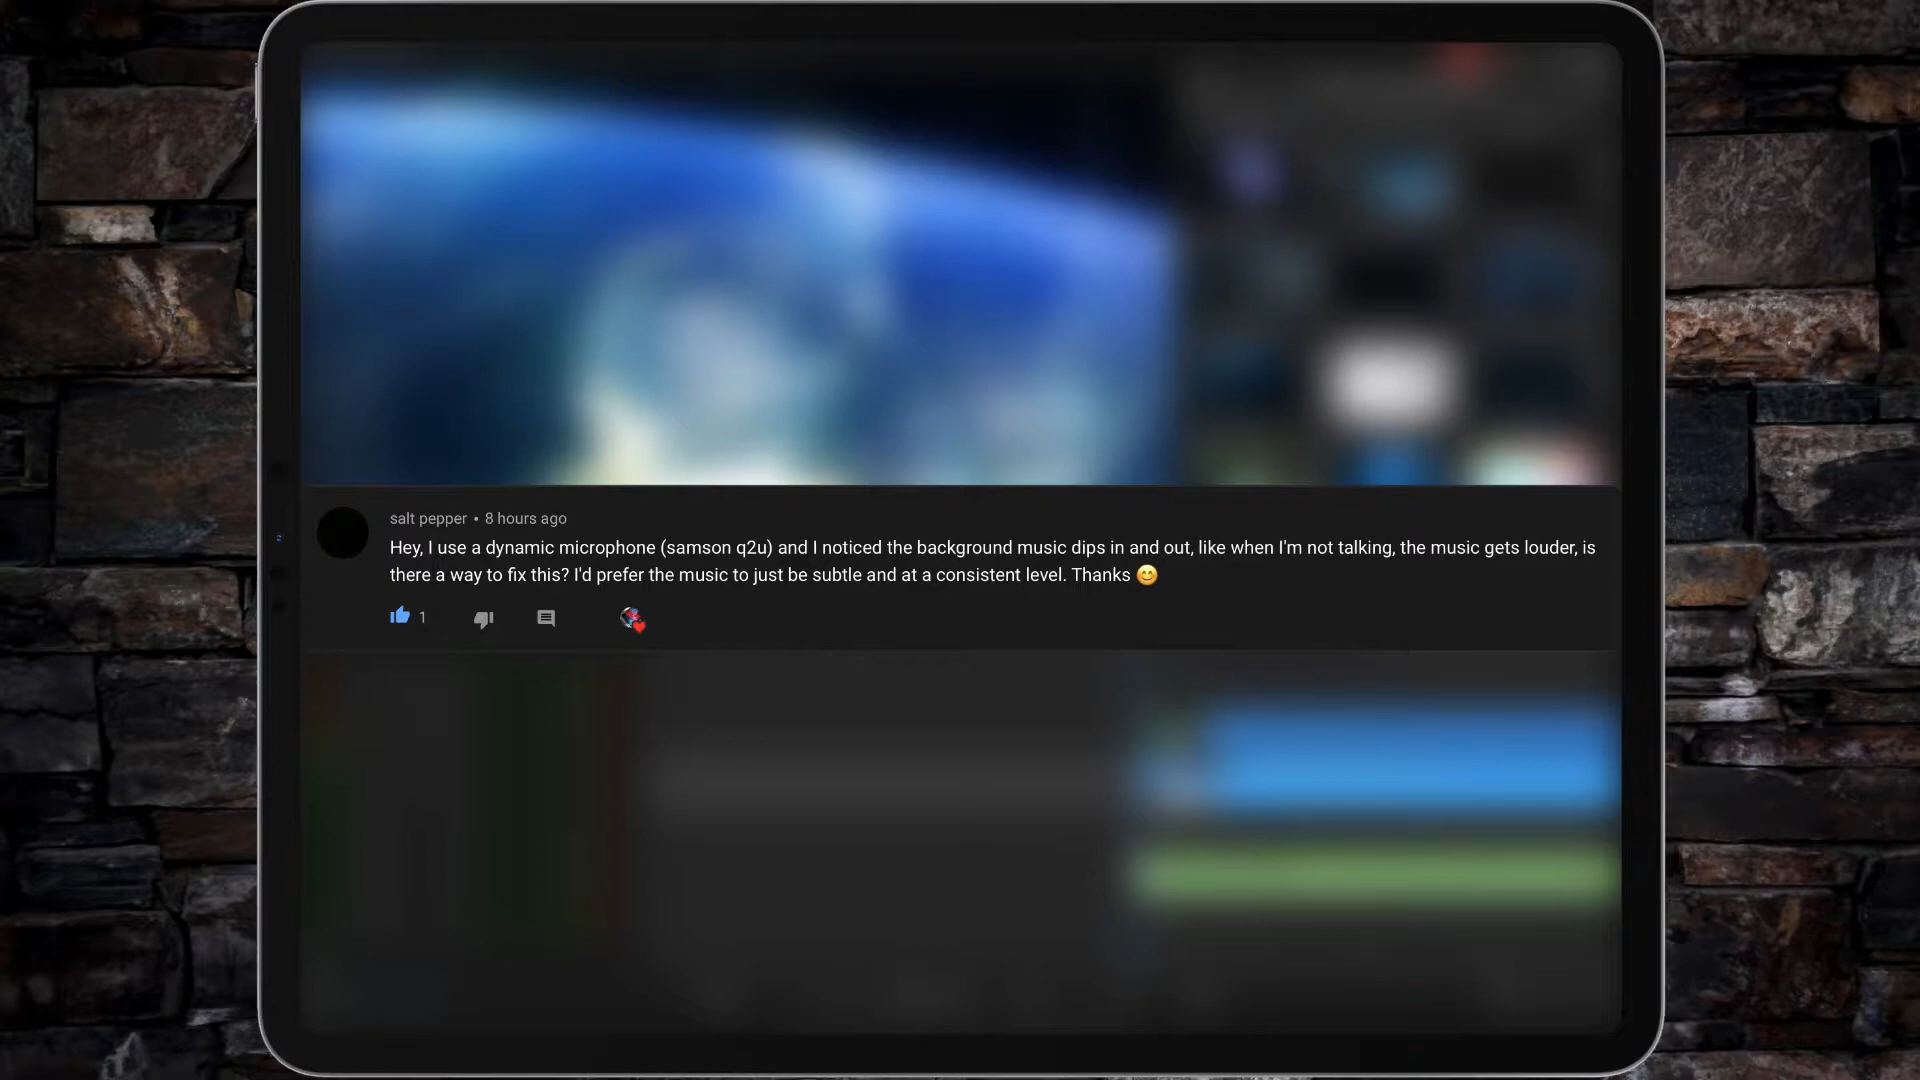 salt pepper • 8 hours ago
Hey, I use a dynamic microphone (samson q2u) and I noticed the background music dips in and out, like when I'm not talking, the music gets louder, is
there a way to fix this? I'd prefer the music to just be subtle and at a consistent level. Thanks 😊
1